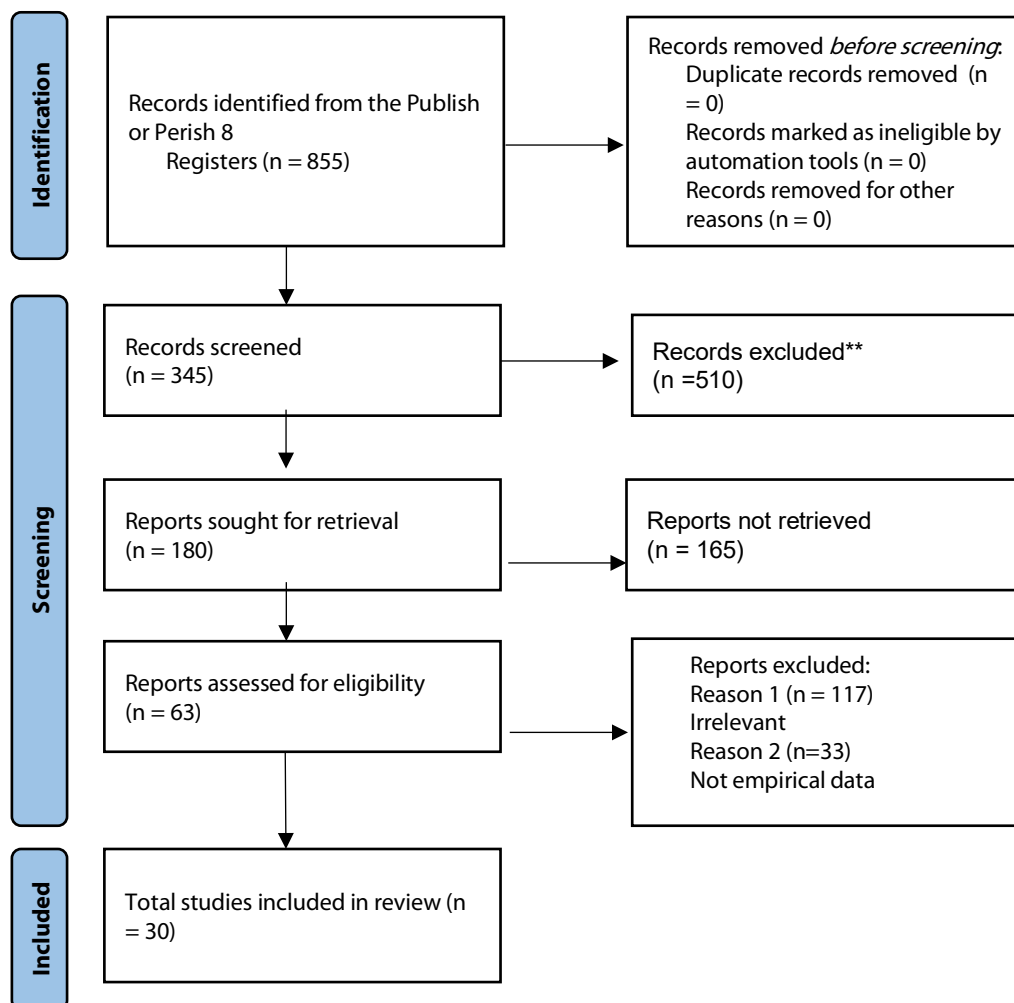 Identification
Records identified from the Publish
or Perish 8
Registers (n = 855)
Records removed before screening:
Duplicate records removed (n
= 0)
Records marked as ineligible by
automation tools (n = 0)
Records removed for other
reasons (n = 0)
Screening
Records screened
(n = 345)
Records excluded**
(n =510)
Reports sought for retrieval
(n = 180)
Reports not retrieved
(n = 165)
Reports assessed for eligibility
(n = 63)
Reports excluded:
Reason 1 (n = 117)
Irrelevant
Reason 2 (n=33)
Not empirical data
Included
Total studies included in review (n
= 30)